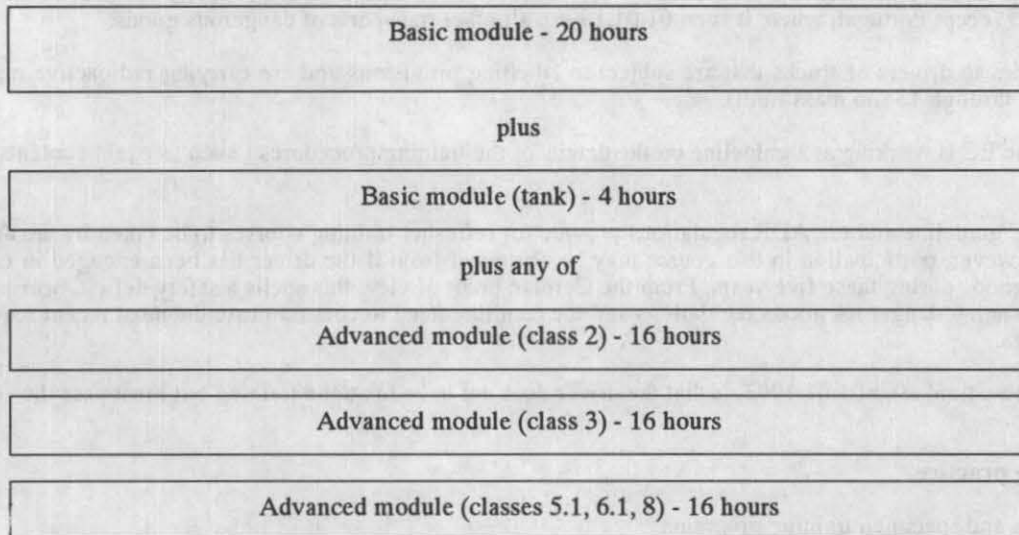 Basic module - 20 hours
plus
Basic module (tank) - 4 hours
plus any of
Advanced module (class 2) - 16 hours
Advanced module (class 3) - 16 hours
Advanced module (classes 5.1, 6.1, 8) - 16 hours